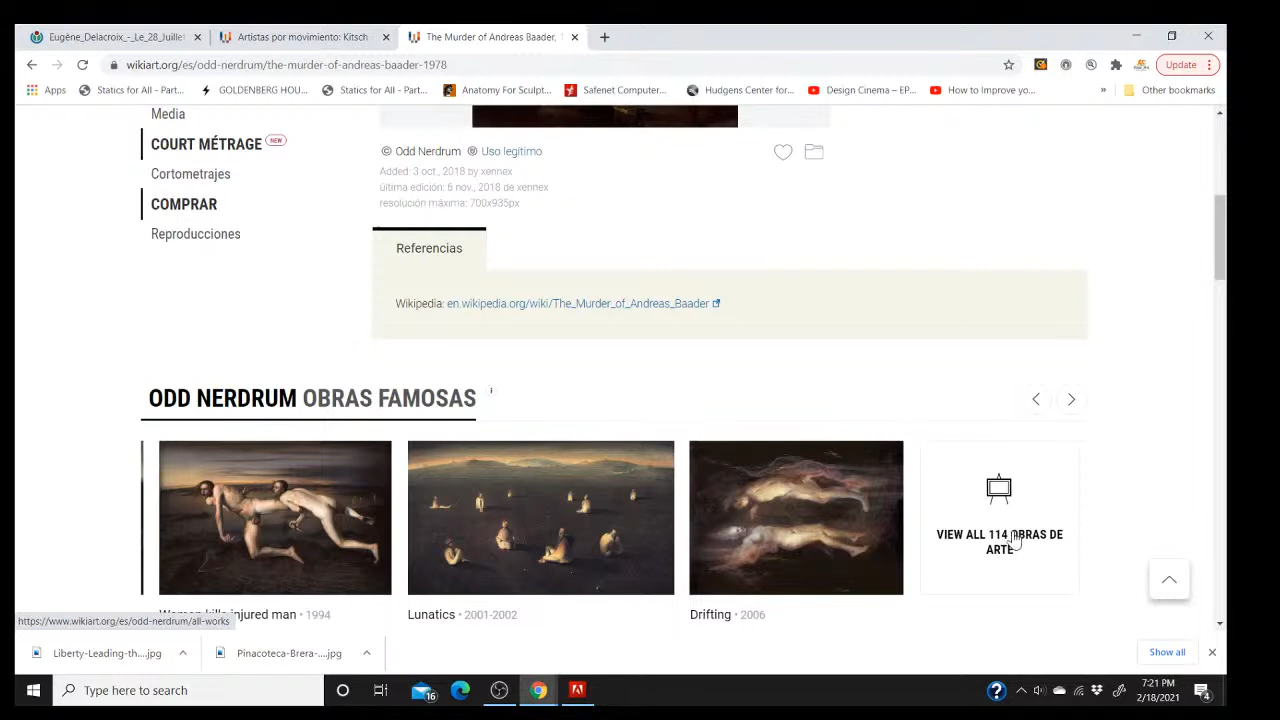 Eugène_Delacroix_-_Le_28_Juillet
Artistas por movimiento: Kitsch
The Murder of Andreas Baader,
wikiart.org/es/odd-nerdrum/the-murder-of-andreas-baader-1978
Update
Apps
Statics for All - Part...
GOLDENBERG HOU...
Statics for All - Part...
Anatomy For Sculpt...
Safenet Computer...
Hudgens Center for...
Design Cinema – EP...
How to Improve yo...
»
Other bookmarks
Media
COURT MÉTRAGE NEW
Cortometrajes
COMPRAR
Reproducciones
© Odd Nerdrum Uso legítimo
Added: 3 oct., 2018 by xennex
última edición: 6 nov., 2018 de xennex
resolución máxima: 700x935px
Referencias
Wikipedia: en.wikipedia.org/wiki/The_Murder_of_Andreas_Baader
ODD NERDRUM OBRAS FAMOSAS
VIEW ALL 114 OBRAS DE
ARTE
injured man • 1994
Lunatics • 2001-2002
Drifting • 2006
https://www.wikiart.org/es/odd-nerdrum/all-works
Liberty-Leading-th....jpg
Pinacoteca-Brera-....jpg
Show all
Type here to search
16
7:21 PM
2/18/2021
4